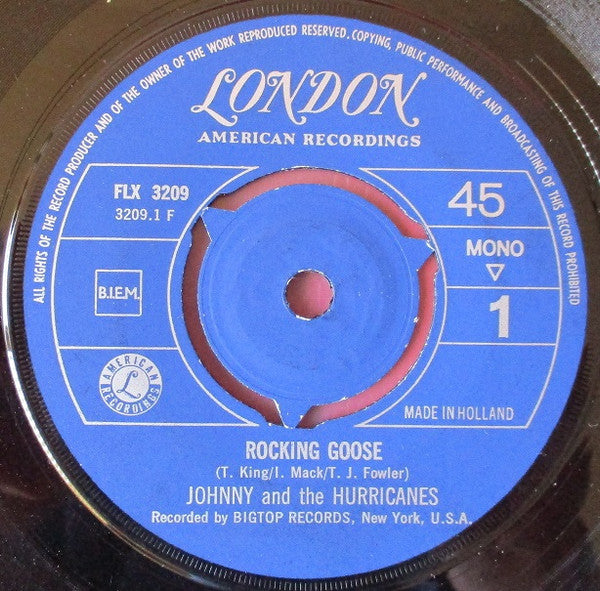 ALL RIGHTS OF THE RECORD PRODUCER AND OF THE OWNER OF THE WORK REPRODUCED RESERVED. COPYING, PUBLIC PERFORMANCE AND BROADCASTING OF THIS RECORD PROHIBITED
LONDON
AMERICAN RECORDINGS
FLX 3209
3209.1 F
45
MONO
1
B.I.E.M.
AMERICAN
L
RECORDINGS
MADE IN HOLLAND
ROCKING GOOSE
(T. King/I. Mack/T. J. Fowler)
JOHNNY and the HURRICANES
Recorded by BIGTOP RECORDS, New York, U.S.A.